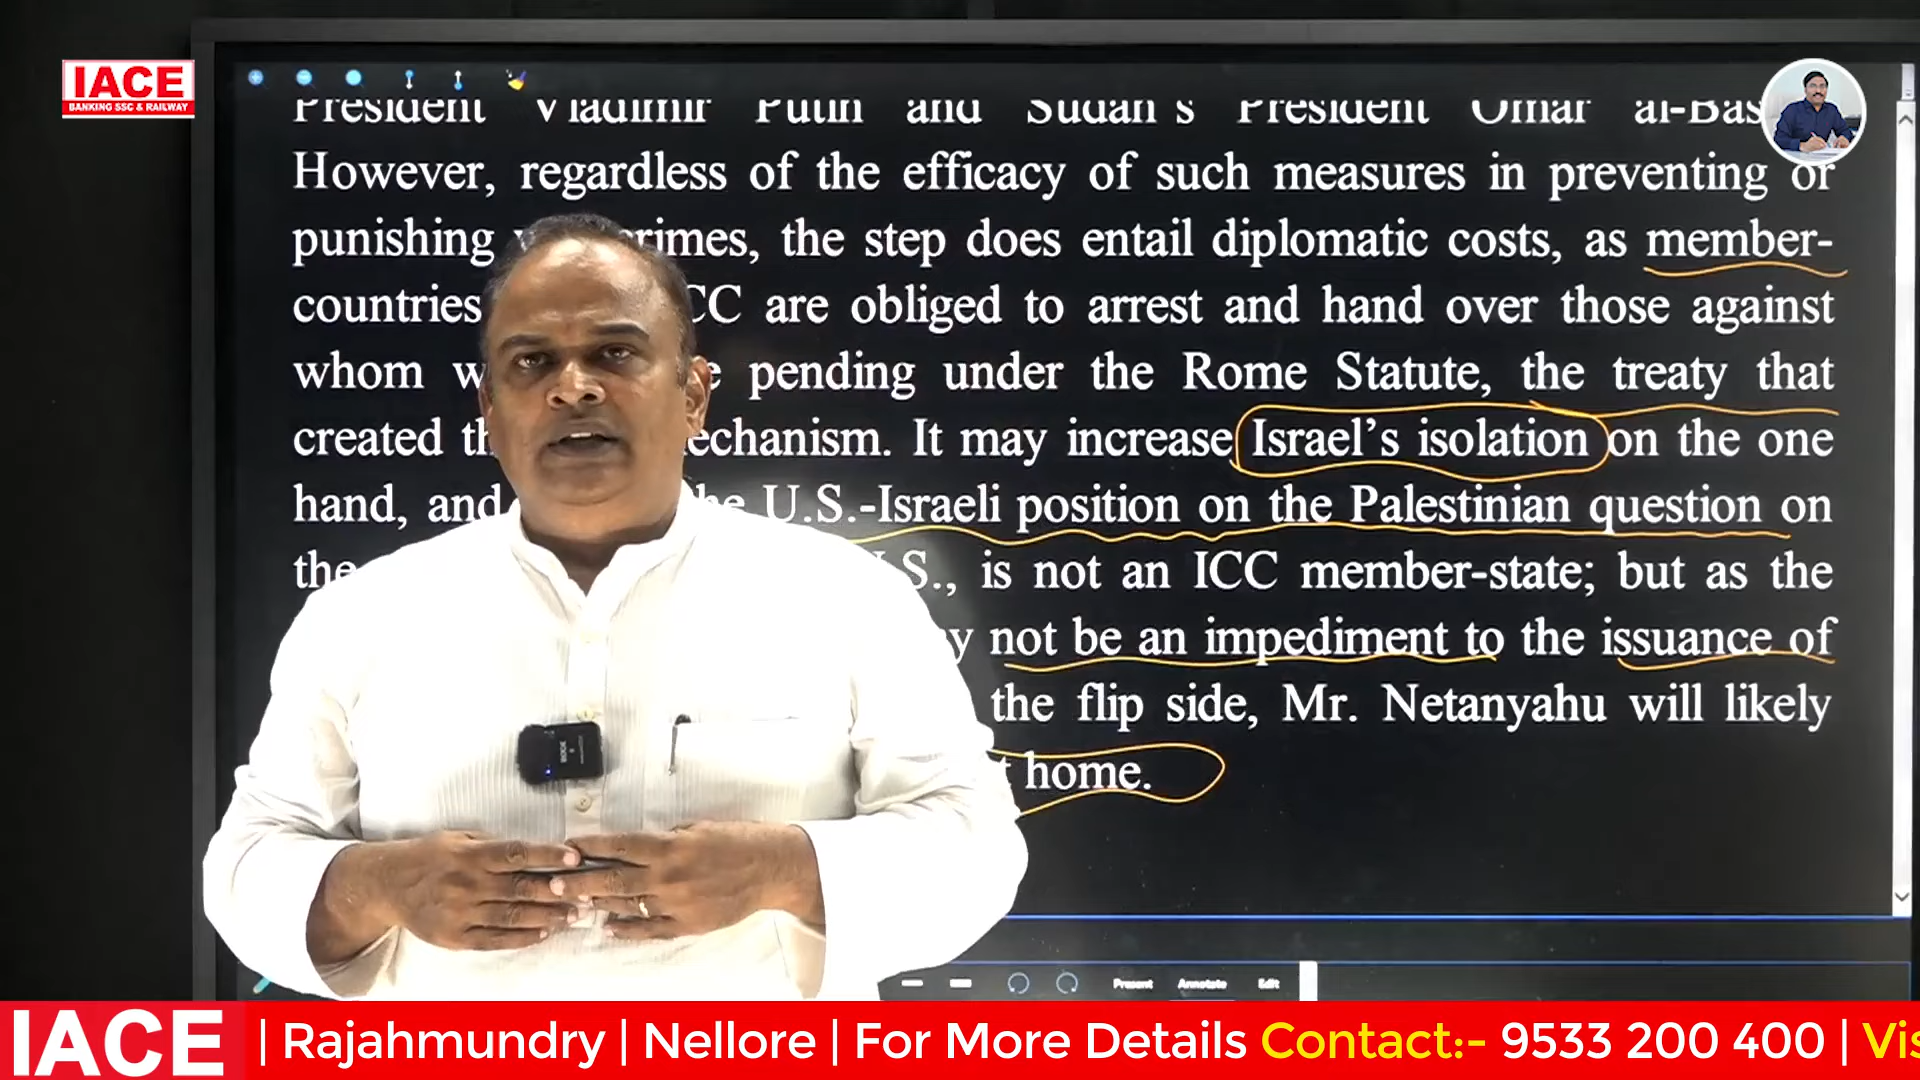 IACE
BANKING SSC & RAILWAY
President Vladimir Putin and Sudan's President Omar
However, regardless of the efficacy of such measures in preventing or
punishing crimes, the step does entail diplomatic costs, as member-
countries are obliged to arrest and hand over those against
whom pending under the Rome Statute, the treaty that
created It may increase Israel's isolation on the one
hand, and U.S.-Israeli position on the Palestinian question on
the is not an ICC member-state; but as the
not be an impediment to the issuance of
the flip side, Mr. Netanyahu will likely
home.
Present Annotate Edit
IACE | Rajahmundry | Nellore | For More Details Contact:- 9533 200 400 |